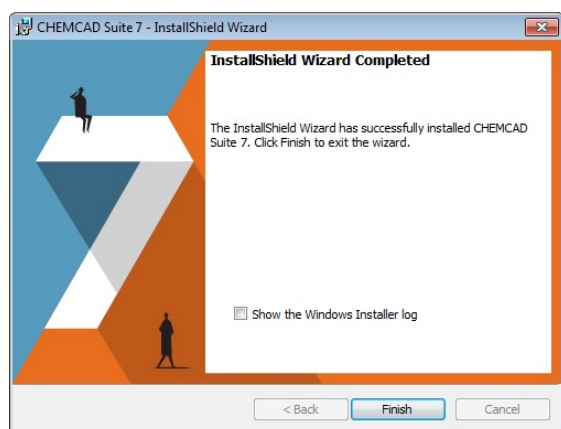 CHEMCAD Suite 7 - InstallShield Wizard
InstallShield Wizard Completed
The InstallShield Wizard has successfully installed CHEMCAD
Suite 7. Click Finish to exit the wizard.
Show the Windows Installer log
< Back
Finish
Cancel